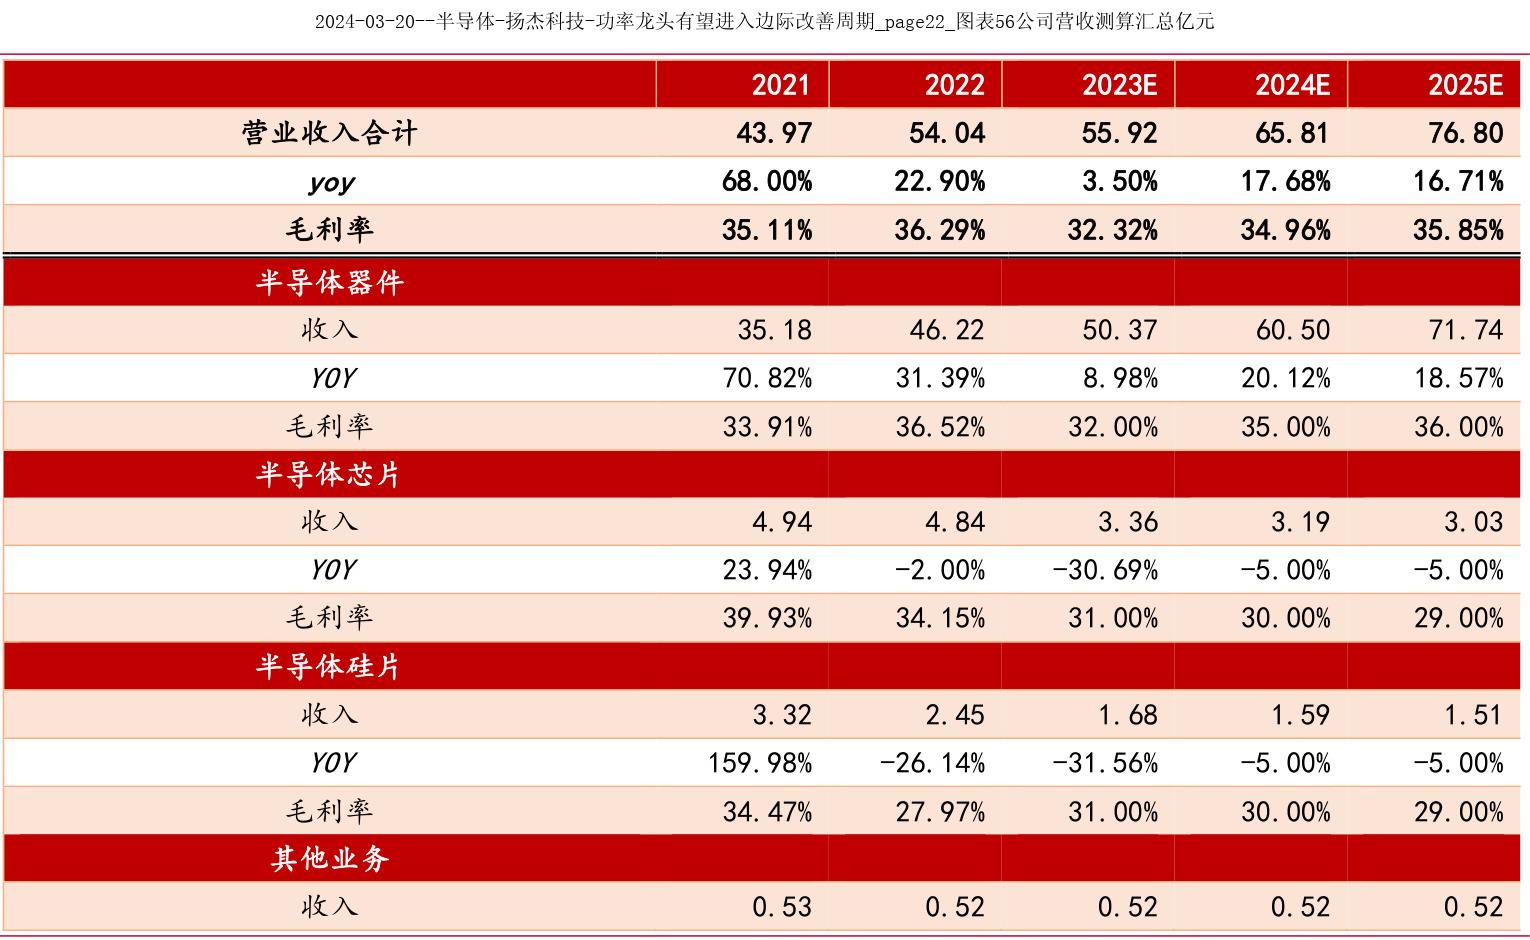 2024-03-20--半导体-扬杰科技-功率龙头有望进入边际改善周期_page22_图表56公司营收测算汇总亿元
2021 2022 2023E 2024E 2025E
营业收入合计 43.97 54.04 55.92 65.81 76.80
yoy 68.00% 22.90% 3.50% 17.68% 16.71%
毛利率 35.11% 36.29% 32.32% 34.96% 35.85%
半导体器件
收入 35.18 46.22 50.37 60.50 71.74
YOY 70.82% 31.39% 8.98% 20.12% 18.57%
毛利率 33.91% 36.52% 32.00% 35.00% 36.00%
半导体芯片
收入 4.94 4.84 3.36 3.19 3.03
YOY 23.94% -2.00% -30.69% -5.00% -5.00%
毛利率 39.93% 34.15% 31.00% 30.00% 29.00%
半导体硅片
收入 3.32 2.45 1.68 1.59 1.51
YOY 159.98% -26.14% -31.56% -5.00% -5.00%
毛利率 34.47% 27.97% 31.00% 30.00% 29.00%
其他业务
收入 0.53 0.52 0.52 0.52 0.52